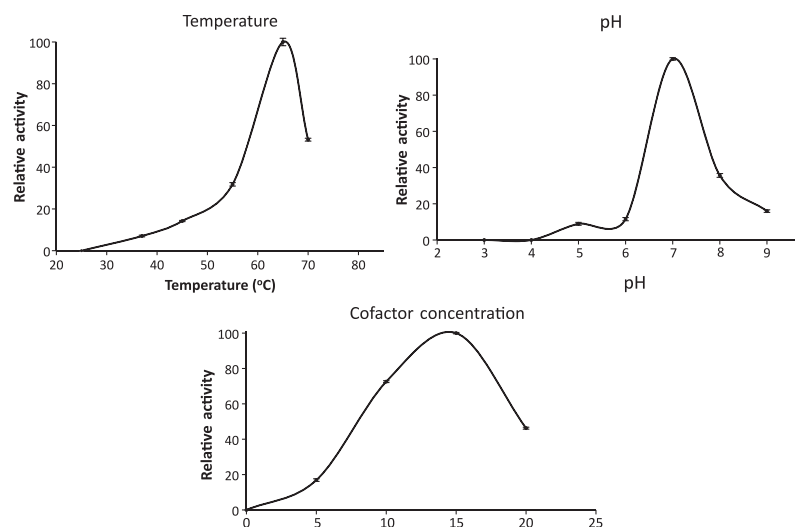 Temperature
100
80
60
40
20
0
Relative activity
20 30 40 50 60 70 80
Temperature (ºC)
pH
100
80
60
40
20
0
Relative activity
2 3 4 5 6 7 8 9
pH
Cofactor concentration
100
80
60
40
20
0
Relative activity
0 5 10 15 20 25